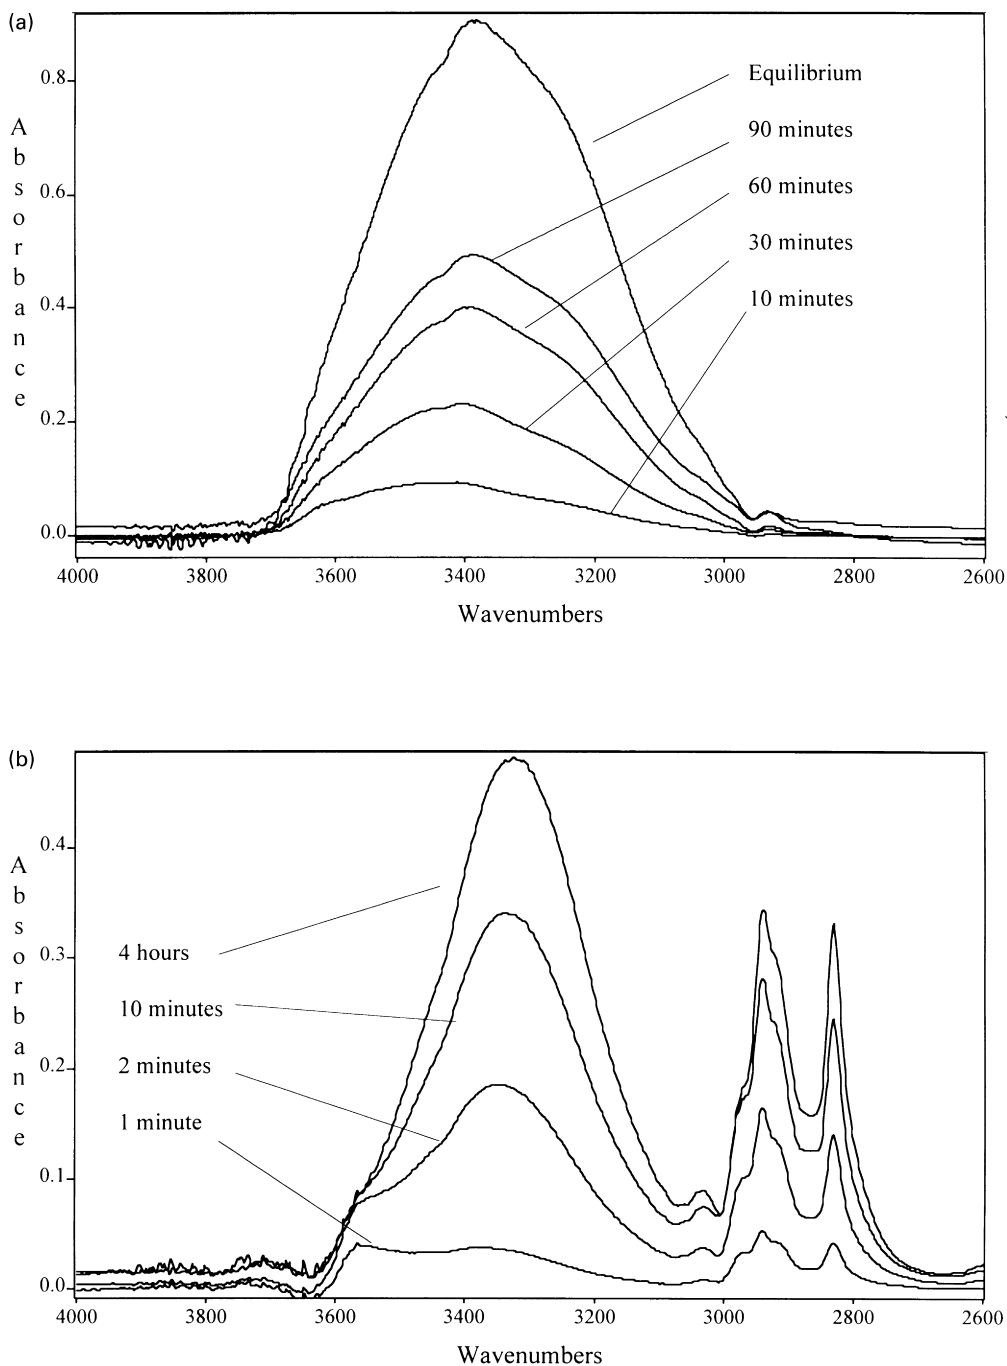 (a)
Absorbance
0.8
0.6
0.4
0.2
0.0
Equilibrium
90 minutes
60 minutes
30 minutes
10 minutes
4000 3800 3600 3400 3200 3000 2800 2600
Wavenumbers
(b)
Absorbance
0.4
0.3
0.2
0.1
0.0
4 hours
10 minutes
2 minutes
1 minute
4000 3800 3600 3400 3200 3000 2800 2600
Wavenumbers